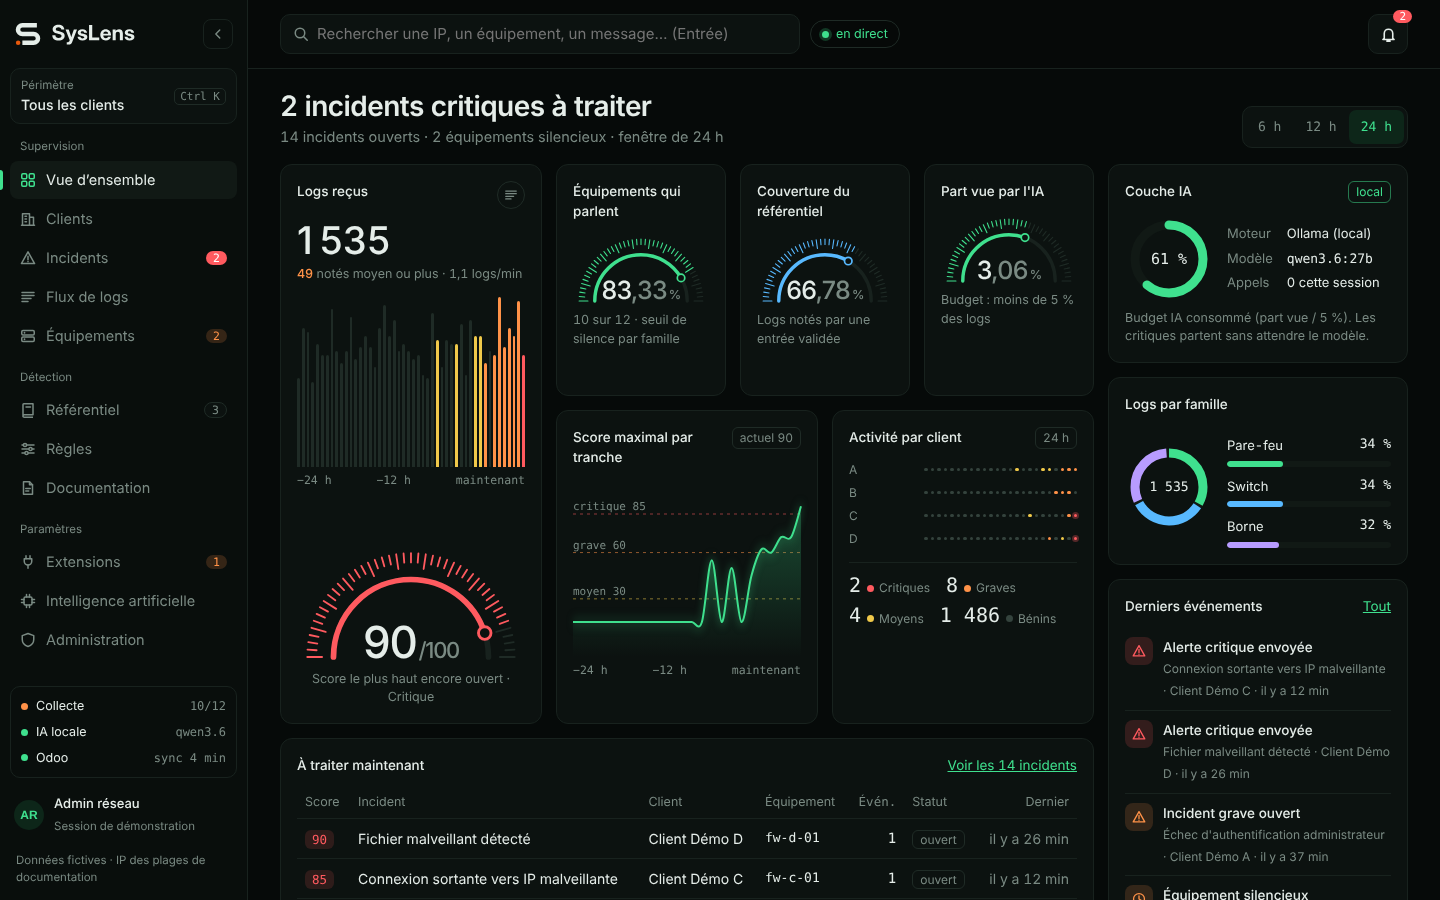 SysLens
Rechercher une IP, un équipement, un message... (Entrée)
en direct
2
Périmètre
Tous les clients
Ctrl K
Supervision
Vue d'ensemble
Clients
Incidents
2
Flux de logs
Équipements
2
Détection
Référentiel
3
Règles
Documentation
Paramètres
Extensions
1
Intelligence artificielle
Administration
Collecte
10/12
IA locale
qwen3.6
Odoo
sync 4 min
AR
Admin réseau
Session de démonstration
Données fictives · IP des plages de
documentation
2 incidents critiques à traiter
14 incidents ouverts · 2 équipements silencieux · fenêtre de 24 h
6 h
12 h
24 h
Logs reçus
1 535
49 notés moyen ou plus · 1,1 logs/min
−24 h
−12 h
maintenant
90/100
Score le plus haut encore ouvert ·
Critique
Équipements qui
parlent
83,33%
10 sur 12 · seuil de
silence par famille
Couverture du
référentiel
66,78%
Logs notés par une
entrée validée
Part vue par l'IA
3,06%
Budget : moins de 5 %
des logs
Score maximal par
tranche
actuel 90
critique 85
grave 60
moyen 30
−24 h
−12 h
maintenant
Activité par client
24 h
A
B
C
D
2 Critiques
8 Graves
4 Moyens
1 486 Bénins
Couche IA
local
61 %
Moteur
Ollama (local)
Modèle
qwen3.6:27b
Appels
0 cette session
Budget IA consommé (part vue / 5 %). Les
critiques partent sans attendre le modèle.
Logs par famille
1 535
Pare-feu
34 %
Switch
34 %
Borne
32 %
Derniers événements
Tout
Alerte critique envoyée
Connexion sortante vers IP malveillante
· Client Démo C · il y a 12 min
Alerte critique envoyée
Fichier malveillant détecté · Client Démo
D · il y a 26 min
Incident grave ouvert
Échec d'authentification administrateur
· Client Démo A · il y a 37 min
Équipement silencieux
À traiter maintenant
Voir les 14 incidents
Score
Incident
Client
Équipement
Évén.
Statut
Dernier
90
Fichier malveillant détecté
Client Démo D
fw-d-01
1
ouvert
il y a 26 min
85
Connexion sortante vers IP malveillante
Client Démo C
fw-c-01
1
ouvert
il y a 12 min